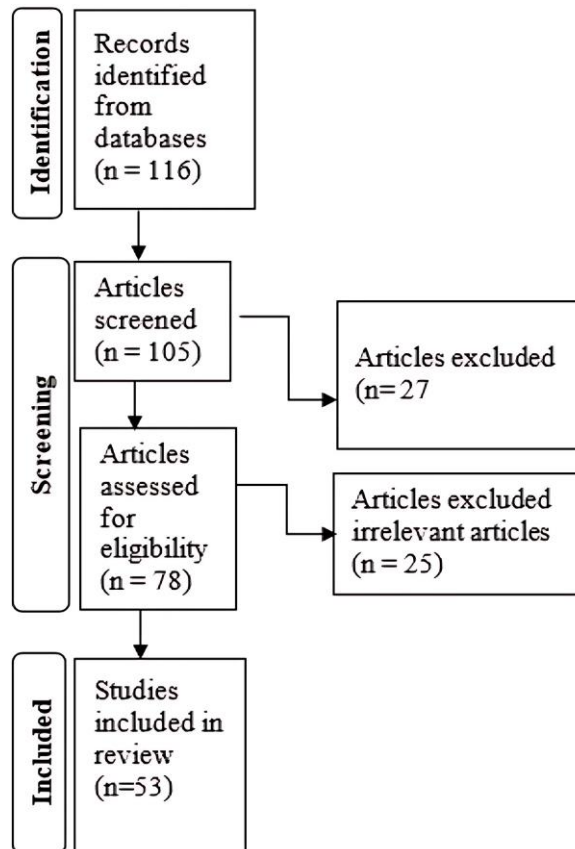 Identification
Records
identified
from
databases
(n = 116)
Screening
Articles
screened
(n = 105)
Articles excluded
(n= 27
Articles
assessed
for
eligibility
(n = 78)
Articles excluded
irrelevant articles
(n = 25)
Included
Studies
included in
review
(n=53)